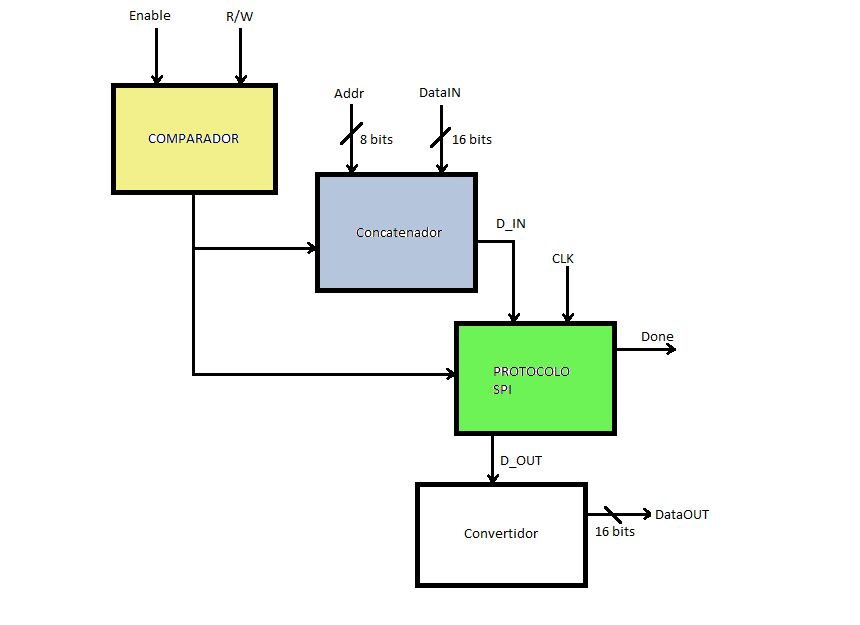 Enable
R/W
COMPARADOR
Addr
DataIN
8 bits
16 bits
Concatenador
D_IN
CLK
Done
PROTOCOLO
SPI
D_OUT
Convertidor
DataOUT
16 bits